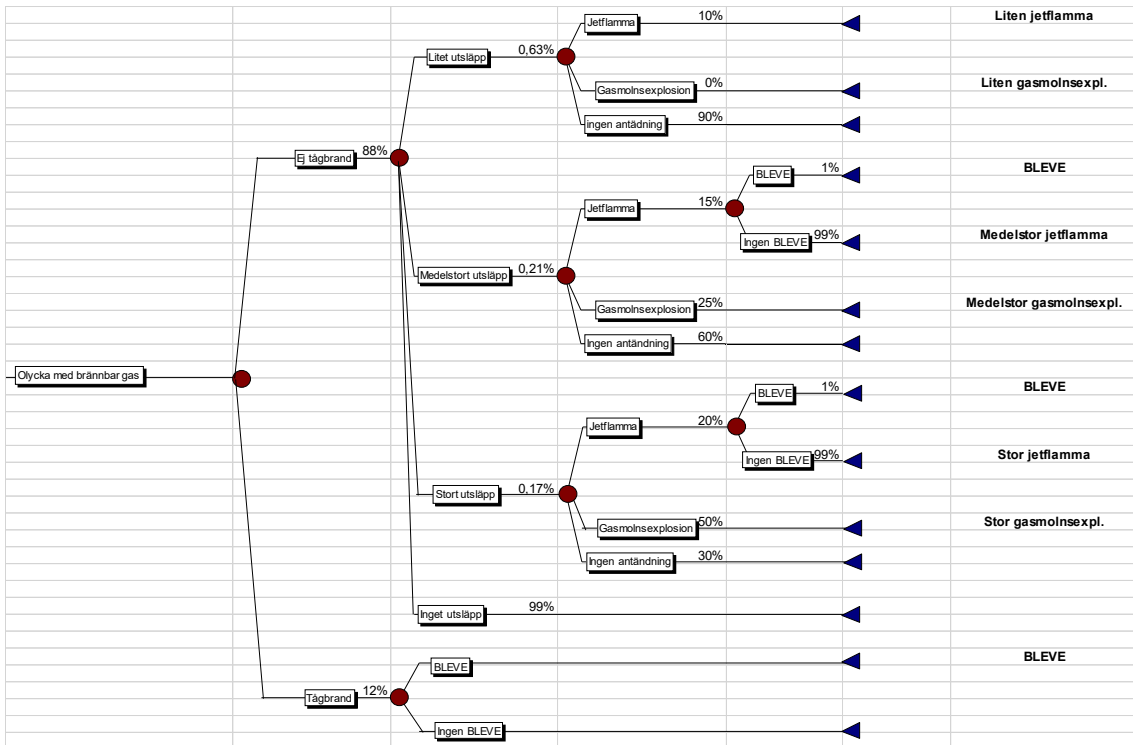 Jetflamma 10% Liten jetflamma
Litet utsläpp 0,63%
Gasmolnsexplosion 0% Liten gasmolnsexpl.
ingen antädning 90%
Ej tågbrand 88%
BLEVE 1% BLEVE
Jetflamma 15%
Ingen BLEVE 99% Medelstor jetflamma
Medelstort utsläpp 0,21%
Gasmolnsexplosion 25% Medelstor gasmolnsexpl.
Ingen antändning 60%
Olycka med brännbar gas
BLEVE 1% BLEVE
Jetflamma 20%
Ingen BLEVE 99% Stor jetflamma
Stort utsläpp 0,17%
Gasmolnsexplosion 50% Stor gasmolnsexpl.
Ingen antändning 30%
Inget utsläpp 99%
BLEVE BLEVE
Tågbrand 12%
Ingen BLEVE